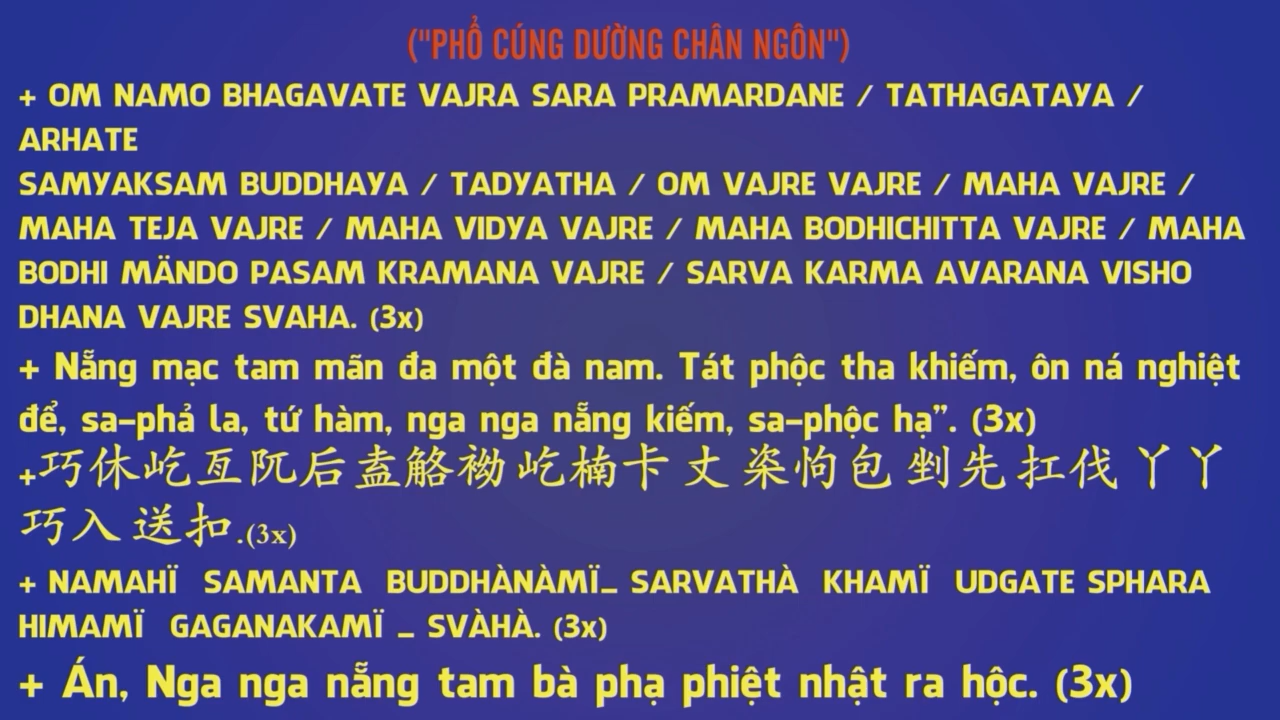 ("PHỔ CÚNG DƯỜNG CHÂN NGÔN")
+ OM NAMO BHAGAVATE VAJRA SARA PRAMARDANE / TATHAGATAYA /
ARHATE
SAMYAKSAM BUDDHAYA / TADYATHA / OM VAJRE VAJRE / MAHA VAJRE /
MAHA TEJA VAJRE / MAHA VIDYA VAJRE / MAHA BODHICHITTA VAJRE / MAHA
BODHI MÄNDO PASAM KRAMANA VAJRE / SARVA KARMA AVARANA VISHO
DHANA VAJRE SVAHA. (3x)
+ Nẵng mạc tam mãn đa một đà nam. Tát phộc tha khiếm, ôn ná nghiệt
để, sa-phả la, tứ hàm, nga nga nẵng kiếm, sa-phộc hạ”. (3x)
+巧休屹亙阢后盍觡袎屹楠卡丈栥怐包剉先扛伐丫丫
巧入送扣.(3x)
+ NAMAHÏ SAMANTA BUDDHÀNÀMÏ_ SARVATHÀ KHAMÏ UDGATE SPHARA
HIMAMÏ GAGANAKAMÏ _ SVÀHÀ. (3x)
+ Án, Nga nga nẵng tam bà phạ phiệt nhật ra hộc. (3x)